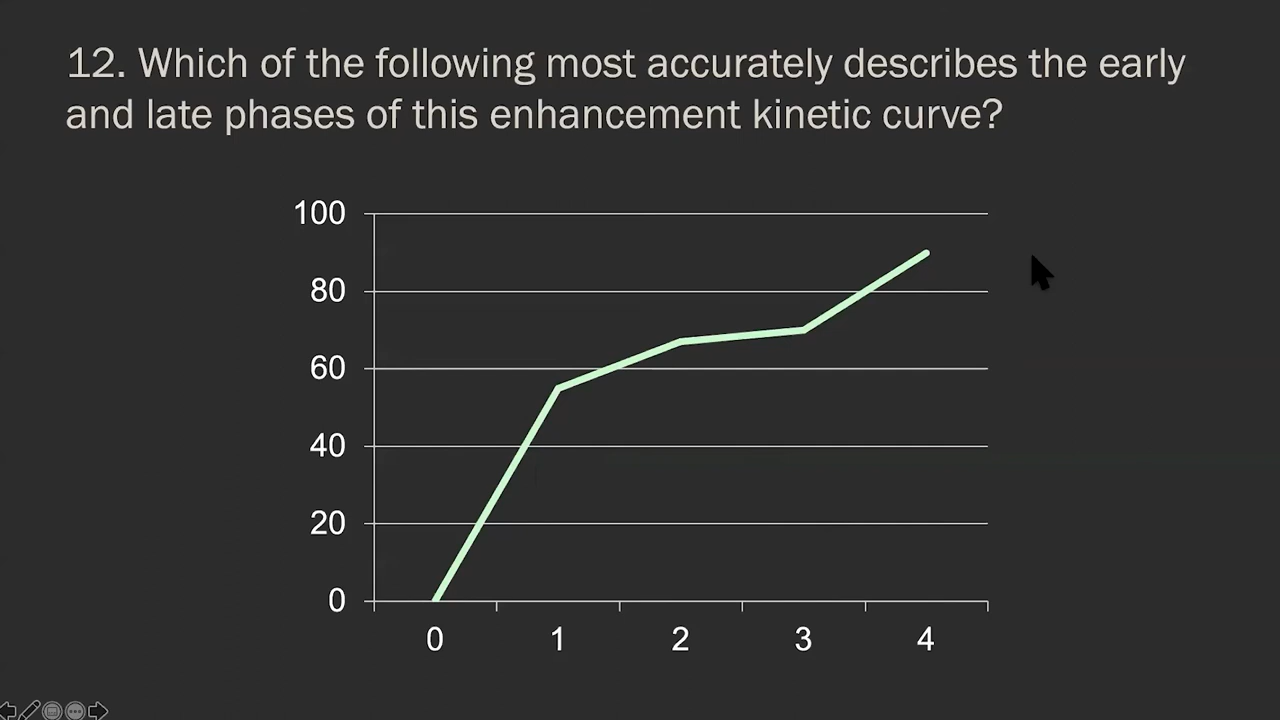 12. Which of the following most accurately describes the early
and late phases of this enhancement kinetic curve?
100
80
60
40
20
0
0 1 2 3 4